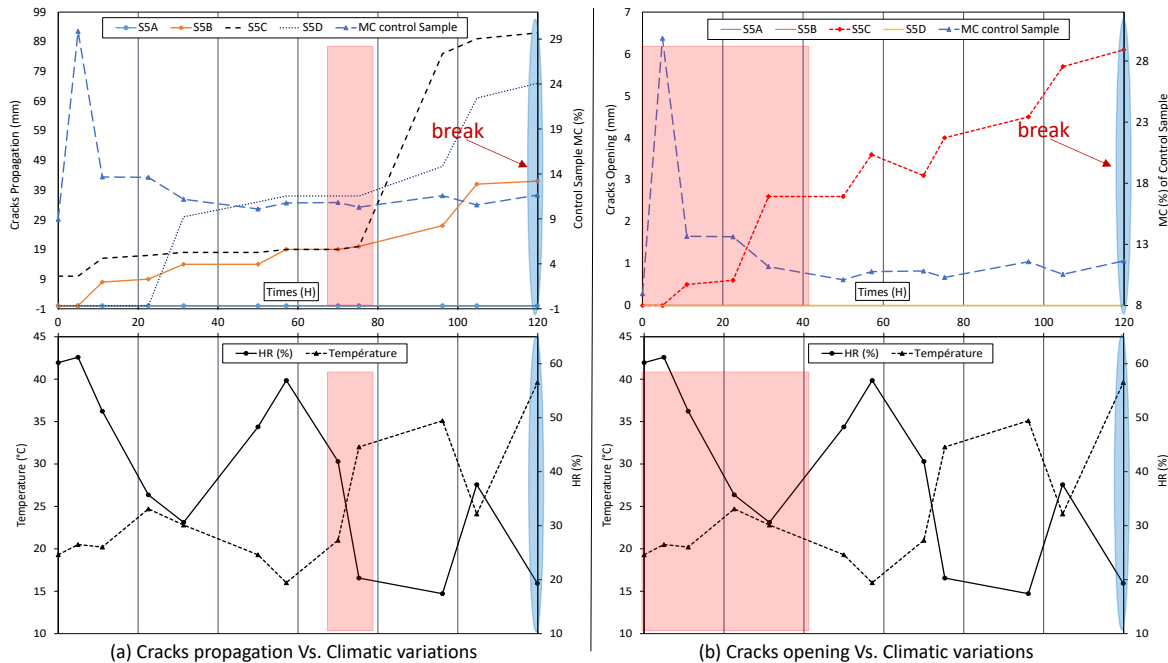 S5A S5B S5C S5D MC control Sample
99
89
79
69
59
49
39
29
19
9
-1
Cracks Propagation (mm)
29
24
19
14
9
4
-1
Control Sample MC (%)
break
Times (H)
0 20 40 60 80 100 120
HR (%) Température
45
40
35
30
25
20
15
10
Temperature (°C)
60
50
40
30
20
10
HR (%)
(a) Cracks propagation Vs. Climatic variations
S5A S5B S5C S5D MC control Sample
7
6
5
4
3
2
1
0
Cracks Opening (mm)
28
23
18
13
8
MC (%) of Control Sample
break
Times (H)
0 20 40 60 80 100 120
HR (%) Température
45
40
35
30
25
20
15
10
Temperature (°C)
60
50
40
30
20
10
HR (%)
(b) Cracks opening Vs. Climatic variations